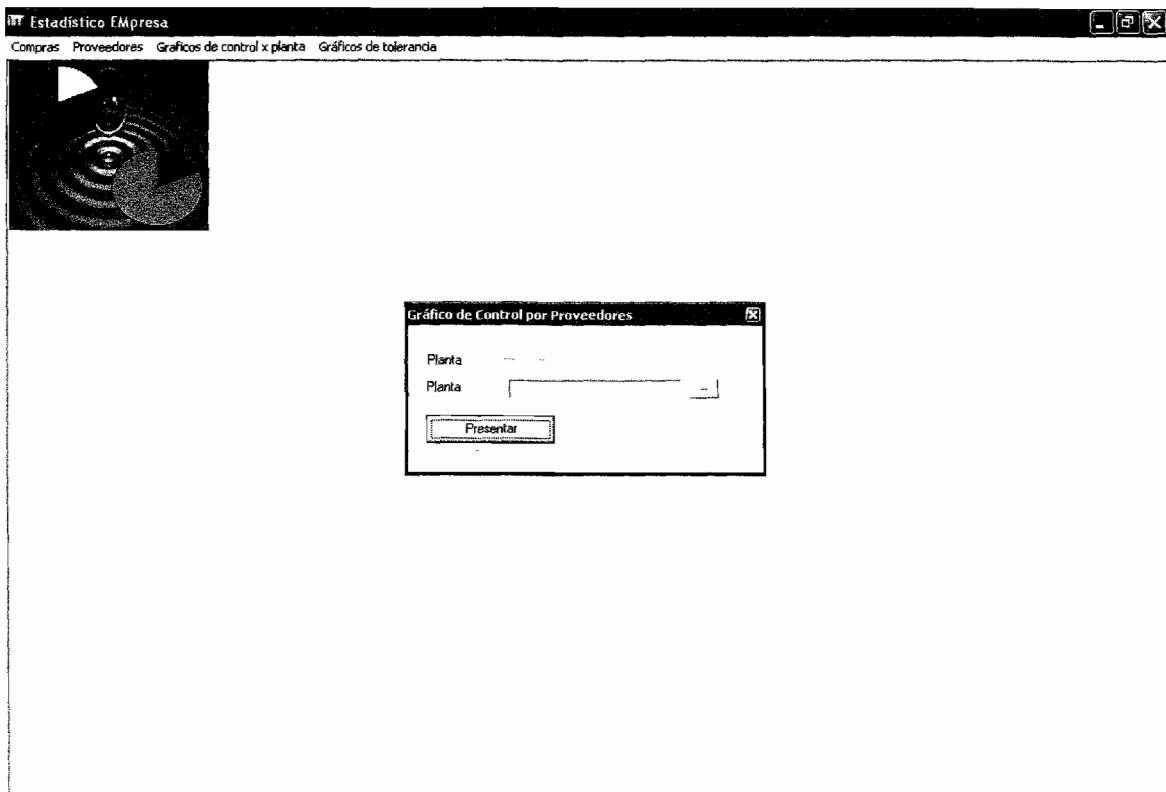 Estadístico EMpresa
Compras Proveedores Graficos de control x planta Gráficos de tolerancia
Gráfico de Control por Proveedores
Planta
Planta
Presentar